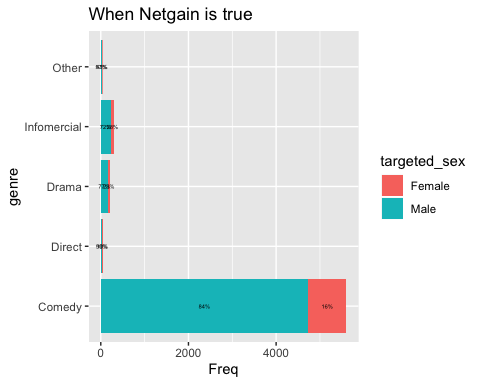 When Netgain is true
Other
Infomercial
Drama
Direct
Comedy
84%
16%
0
2000
4000
Freq
genre
targeted_sex
Female
Male